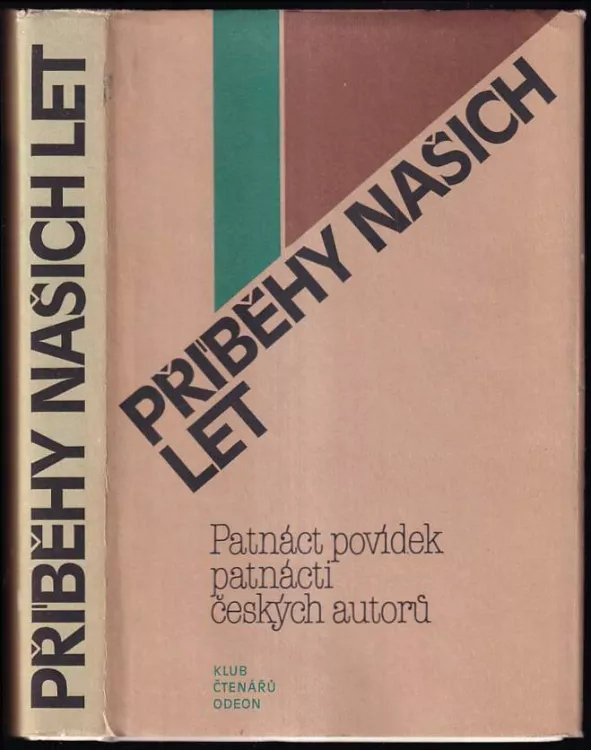 PŘÍBĚHY NAŠICH LET
PŘÍBĚHY NAŠICH
LET
Patnáct povídek
patnácti
českých autorů
KLUB
ČTENÁŘŮ
ODEON